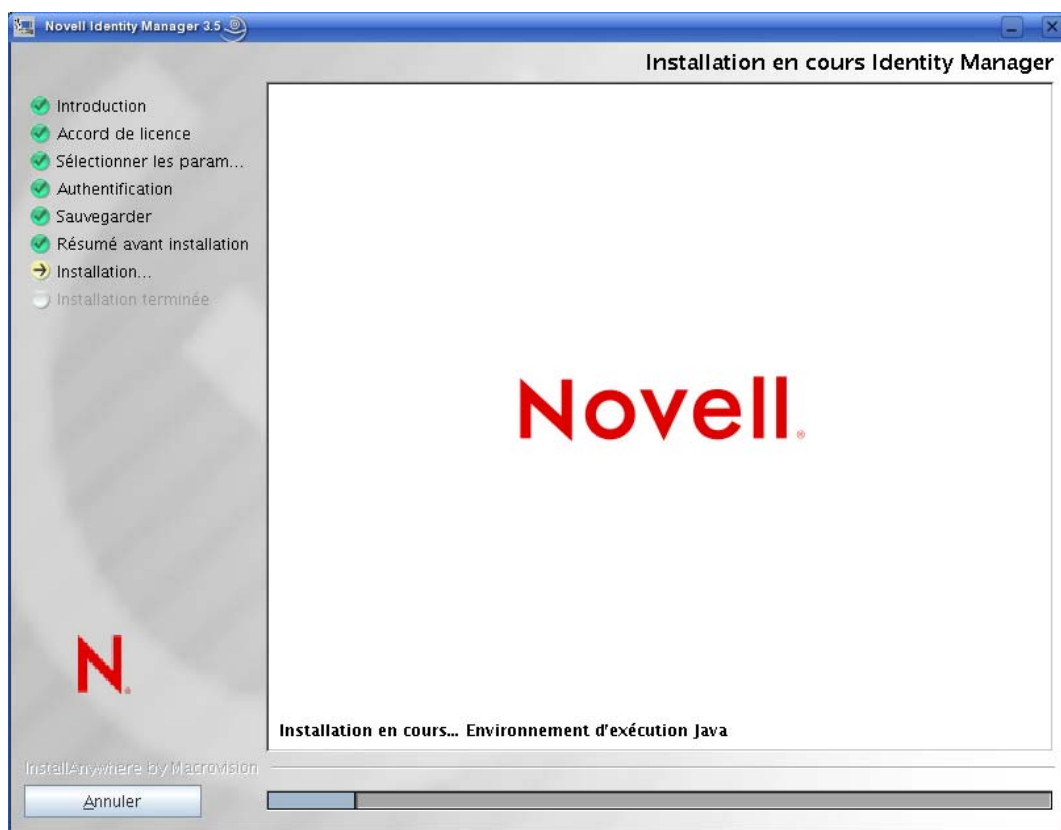 Novell Identity Manager 3.5
Installation en cours Identity Manager
Introduction
Accord de licence
Sélectionner les param...
Authentification
Sauvegarder
Résumé avant installation
Installation...
Installation terminée
Novell®
N®
Installation en cours... Environnement d'exécution Java
InstallAnywhere by Macrovision
Annuler